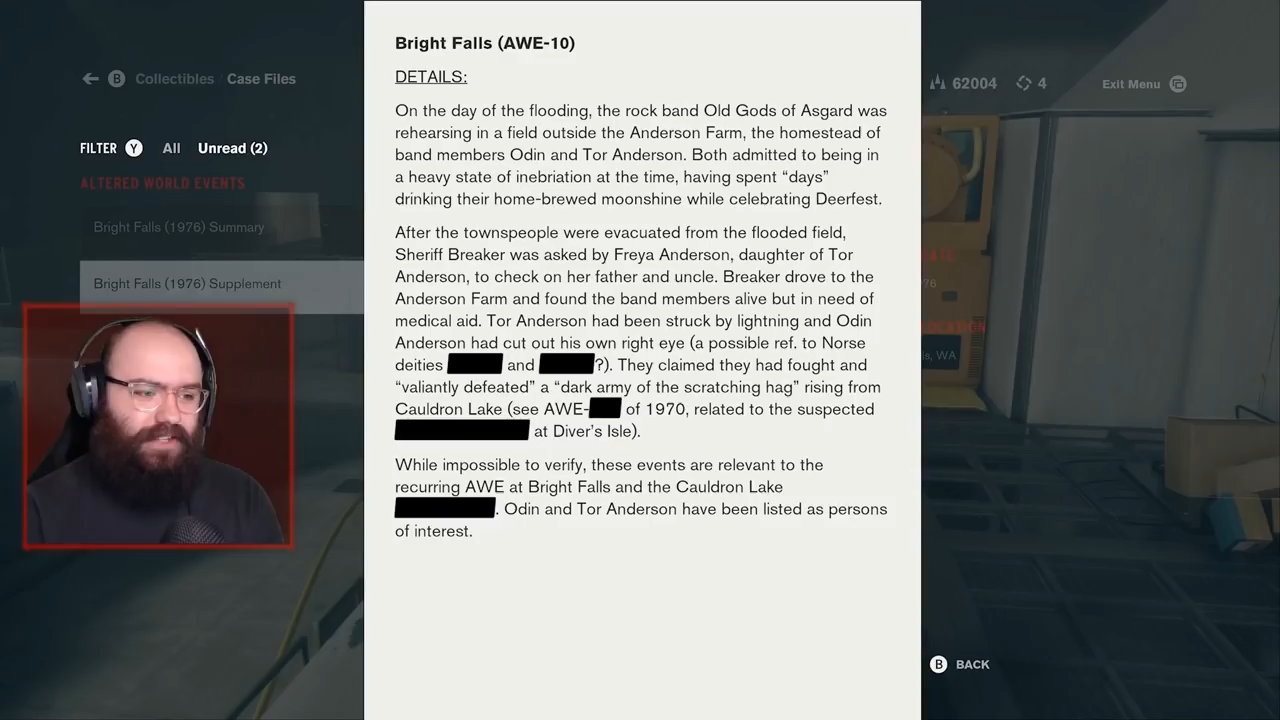 Bright Falls (AWE-10)
B Collectibles / Case Files
62004 4 Exit Menu
DETAILS:
On the day of the flooding, the rock band Old Gods of Asgard was
rehearsing in a field outside the Anderson Farm, the homestead of
band members Odin and Tor Anderson. Both admitted to being in
a heavy state of inebriation at the time, having spent “days”
drinking their home-brewed moonshine while celebrating Deerfest.
FILTER Y All Unread (2)
ALTERED WORLD EVENTS
Bright Falls (1976) Summary
Bright Falls (1976) Supplement
After the townspeople were evacuated from the flooded field,
Sheriff Breaker was asked by Freya Anderson, daughter of Tor
Anderson, to check on her father and uncle. Breaker drove to the
Anderson Farm and found the band members alive but in need of
medical aid. Tor Anderson had been struck by lightning and Odin
Anderson had cut out his own right eye (a possible ref. to Norse
deities and ?). They claimed they had fought and
“valiantly defeated” a “dark army of the scratching hag” rising from
Cauldron Lake (see AWE- of 1970, related to the suspected
at Diver’s Isle).
While impossible to verify, these events are relevant to the
recurring AWE at Bright Falls and the Cauldron Lake
. Odin and Tor Anderson have been listed as persons
of interest.
WA
B BACK